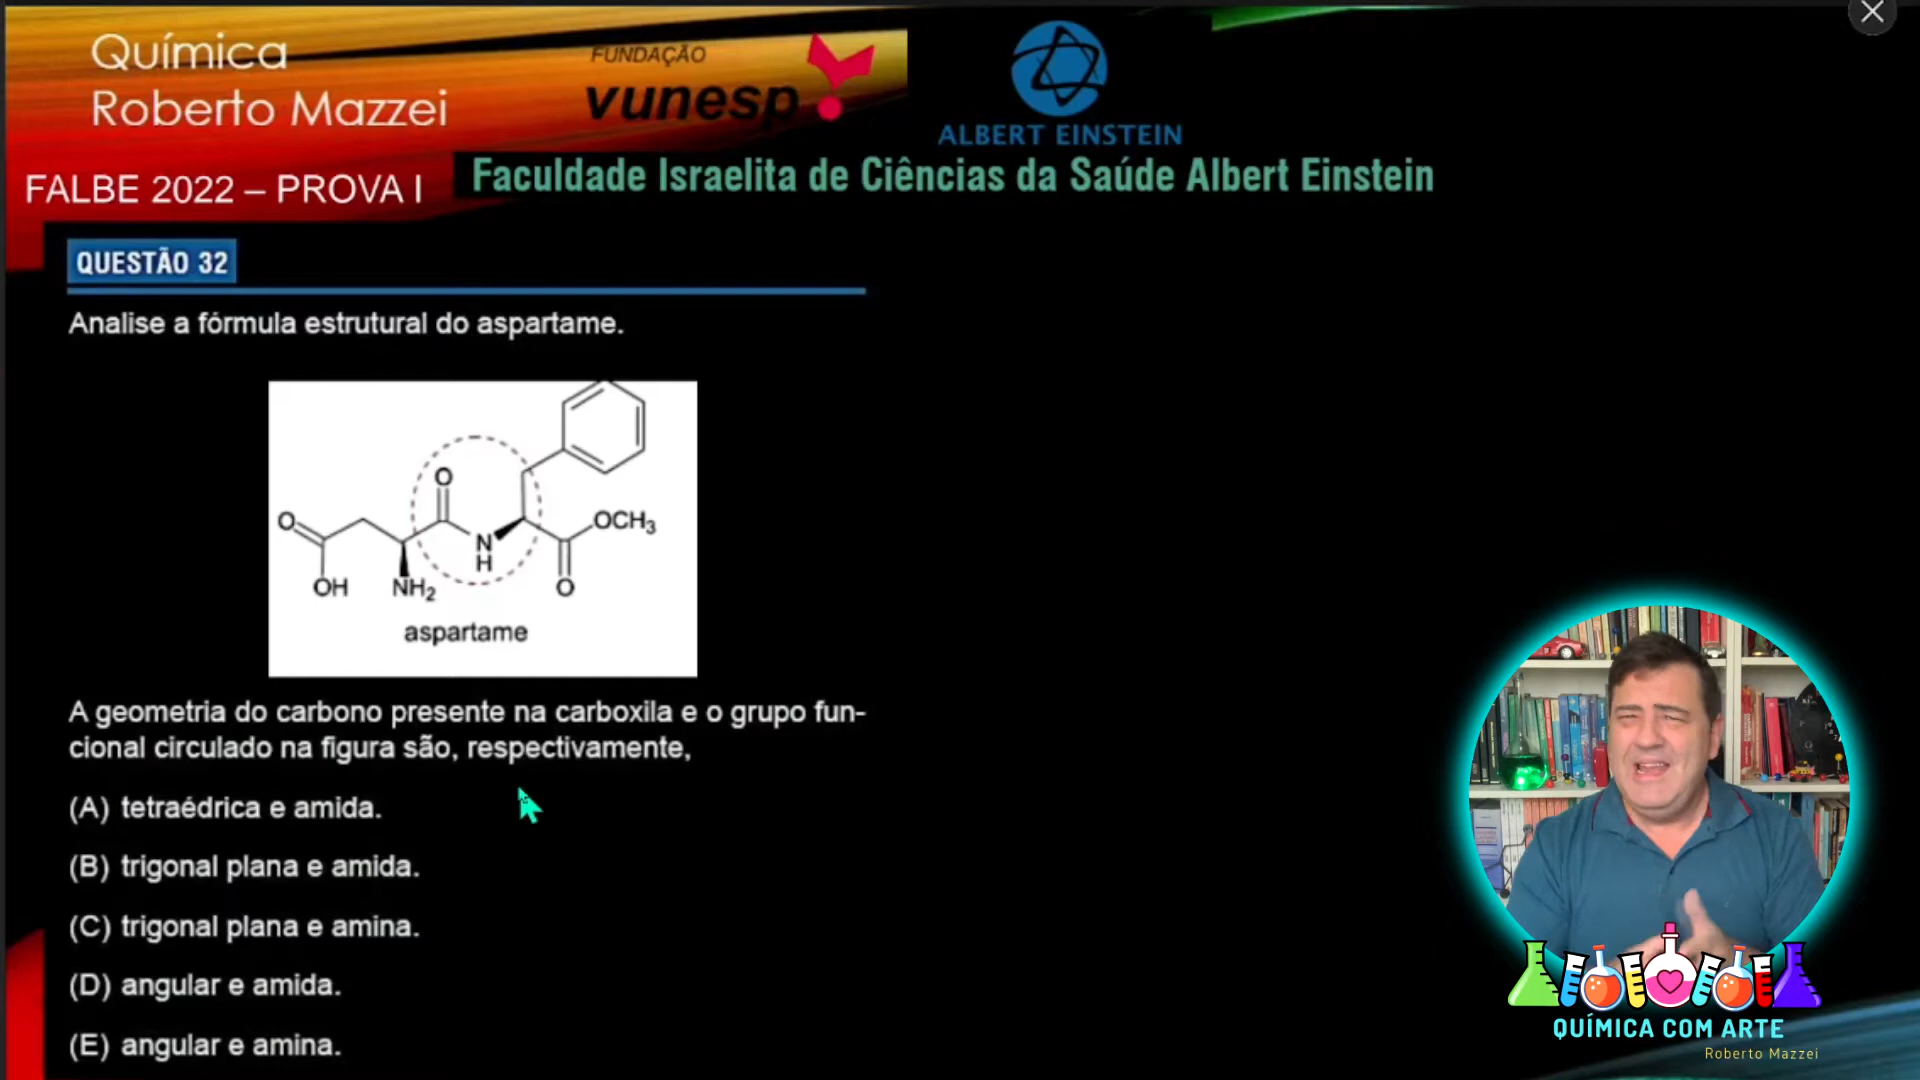 Química
Roberto Mazzei
FUNDAÇÃO
vunesp
ALBERT EINSTEIN
FALBE 2022 – PROVA I
Faculdade Israelita de Ciências da Saúde Albert Einstein
QUESTÃO 32
Analise a fórmula estrutural do aspartame.
O
O
OCH3
N
H
OH
NH2
O
aspartame
A geometria do carbono presente na carboxila e o grupo fun-
cional circulado na figura são, respectivamente,
(A) tetraédrica e amida.
(B) trigonal plana e amida.
(C) trigonal plana e amina.
(D) angular e amida.
(E) angular e amina.
QUÍMICA COM ARTE
Roberto Mazzei